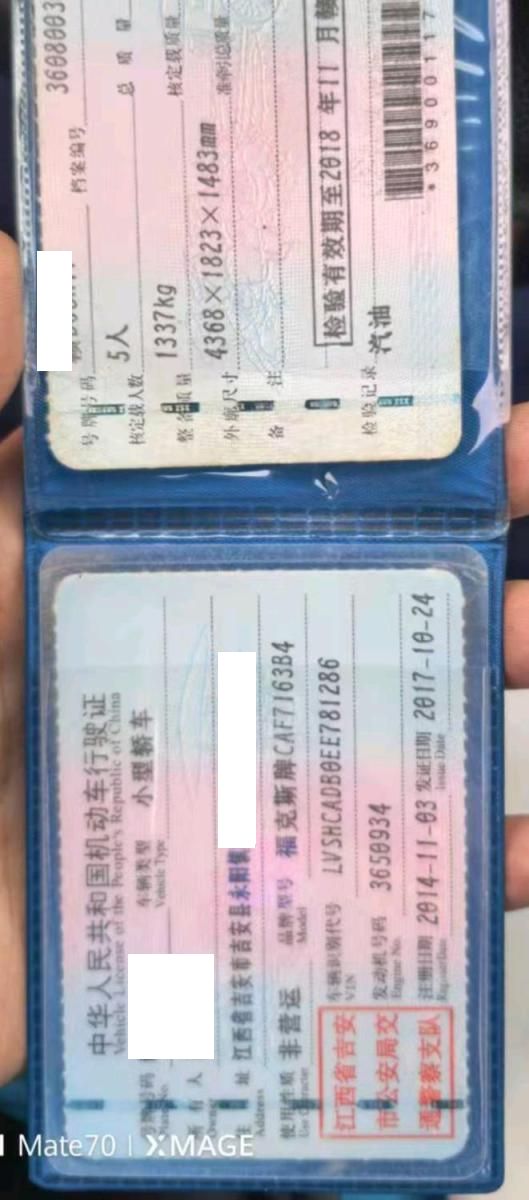 中华人民共和国机动车行驶证
Vehicle License of the People's Republic of China
号牌号码
车辆类型 小型轿车
Vehicle Type
所有人
Owner
住址 江西省吉安市吉安县永阳镇
Address
使用性质 非营运 品牌型号 福克斯牌CAF7163B4
Use Character Model
江西省吉安
市公安局交
通警察支队
车辆识别代号 LVSHCADB0EE781286
VIN
发动机号码 3650934
Engine No.
注册日期 2014-11-03 发证日期 2017-10-24
Register Date Issue Date
号牌号码 档案编号 3608003
核定载人数 5人 总质量
整备质量 1337kg 核定载质量
外廓尺寸 4368×1823×1483mm 准牵引总质量
备注
检验有效期至2018年11月赣
检验记录 汽油
*369000117
Mate70 | XMAGE